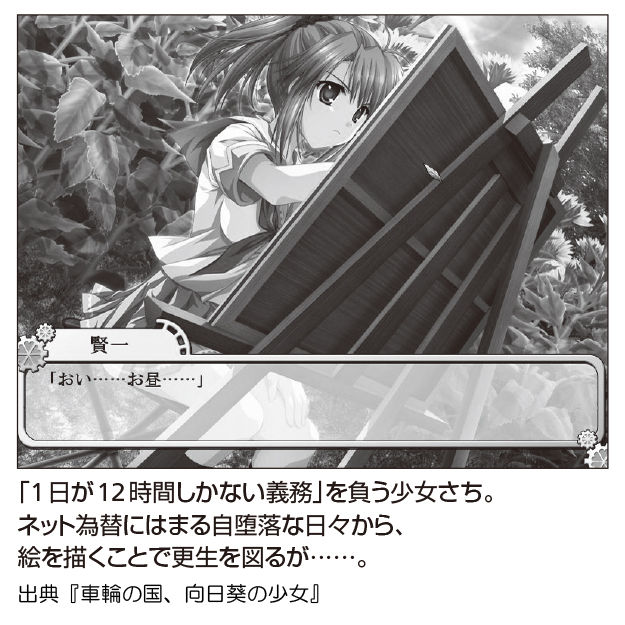 賢一
「おい……お昼……」
「1日が12時間しかない義務」を負う少女さち。
ネット為替にはまる自堕落な日々から、
絵を描くことで更生を図るが……。
出典『車輪の国、向日葵の少女』